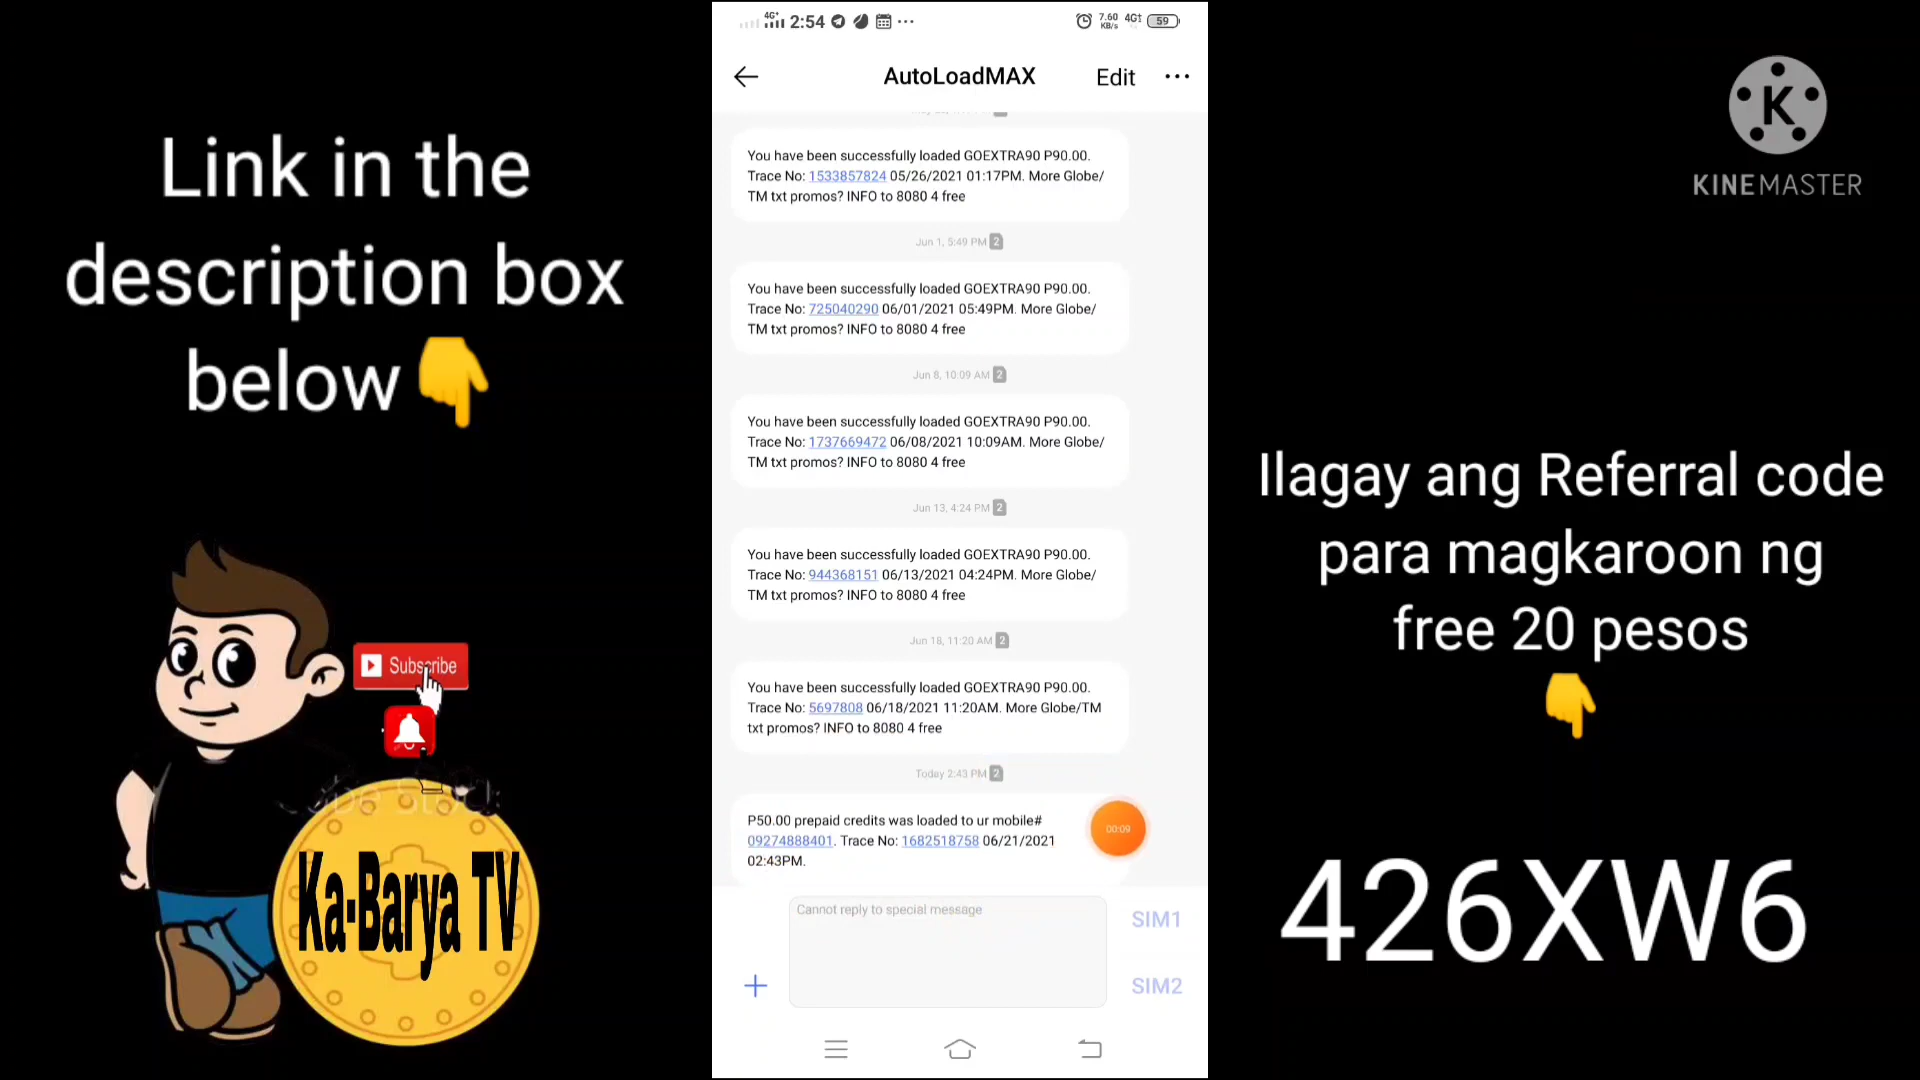 Link in the
description box
below👇
Subscribe
Ka-Barya TV
4G+ 2:54
7.60
KB/s
4G
59
AutoLoadMAX
Edit
You have been successfully loaded GOEXTRA90 P90.00.
Trace No: 1533857824 05/26/2021 01:17PM. More Globe/
TM txt promos? INFO to 8080 4 free
Jun 1, 5:49 PM 2
You have been successfully loaded GOEXTRA90 P90.00.
Trace No: 725040290 06/01/2021 05:49PM. More Globe/
TM txt promos? INFO to 8080 4 free
Jun 8, 10:09 AM 2
You have been successfully loaded GOEXTRA90 P90.00.
Trace No: 1737669472 06/08/2021 10:09AM. More Globe/
TM txt promos? INFO to 8080 4 free
Jun 13, 4:24 PM 2
You have been successfully loaded GOEXTRA90 P90.00.
Trace No: 944368151 06/13/2021 04:24PM. More Globe/
TM txt promos? INFO to 8080 4 free
Jun 18, 11:20 AM 2
You have been successfully loaded GOEXTRA90 P90.00.
Trace No: 5697808 06/18/2021 11:20AM. More Globe/TM
txt promos? INFO to 8080 4 free
Today 2:43 PM 2
P50.00 prepaid credits was loaded to ur mobile#
09274888401. Trace No: 1682518758 06/21/2021
02:43PM.
00:09
Cannot reply to special message
SIM1
SIM2
K
KINEMASTER
Ilagay ang Referral code
para magkaroon ng
free 20 pesos
👇
426XW6